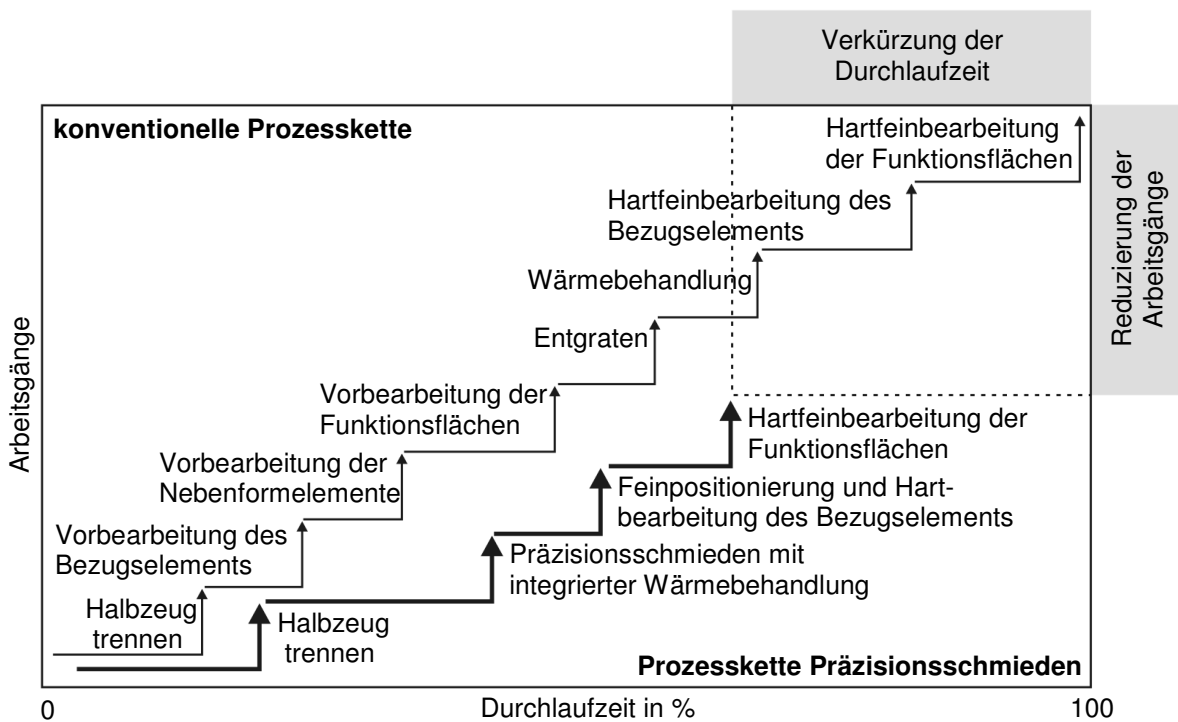 Verkürzung der
Durchlaufzeit
konventionelle Prozesskette
Hartfeinbearbeitung
der Funktionsflächen
Reduzierung der
Arbeitsgänge
Hartfeinbearbeitung des
Bezugselements
Wärmebehandlung
Entgraten
Vorbearbeitung der
Funktionsflächen
Vorbearbeitung der
Nebenformelemente
Vorbearbeitung des
Bezugselements
Halbzeug
trennen
Arbeitsgänge
Hartfeinbearbeitung der
Funktionsflächen
Feinpositionierung und Hart-
bearbeitung des Bezugselements
Präzisionsschmieden mit
integrierter Wärmebehandlung
Halbzeug
trennen
Prozesskette Präzisionsschmieden
0
Durchlaufzeit in %
100